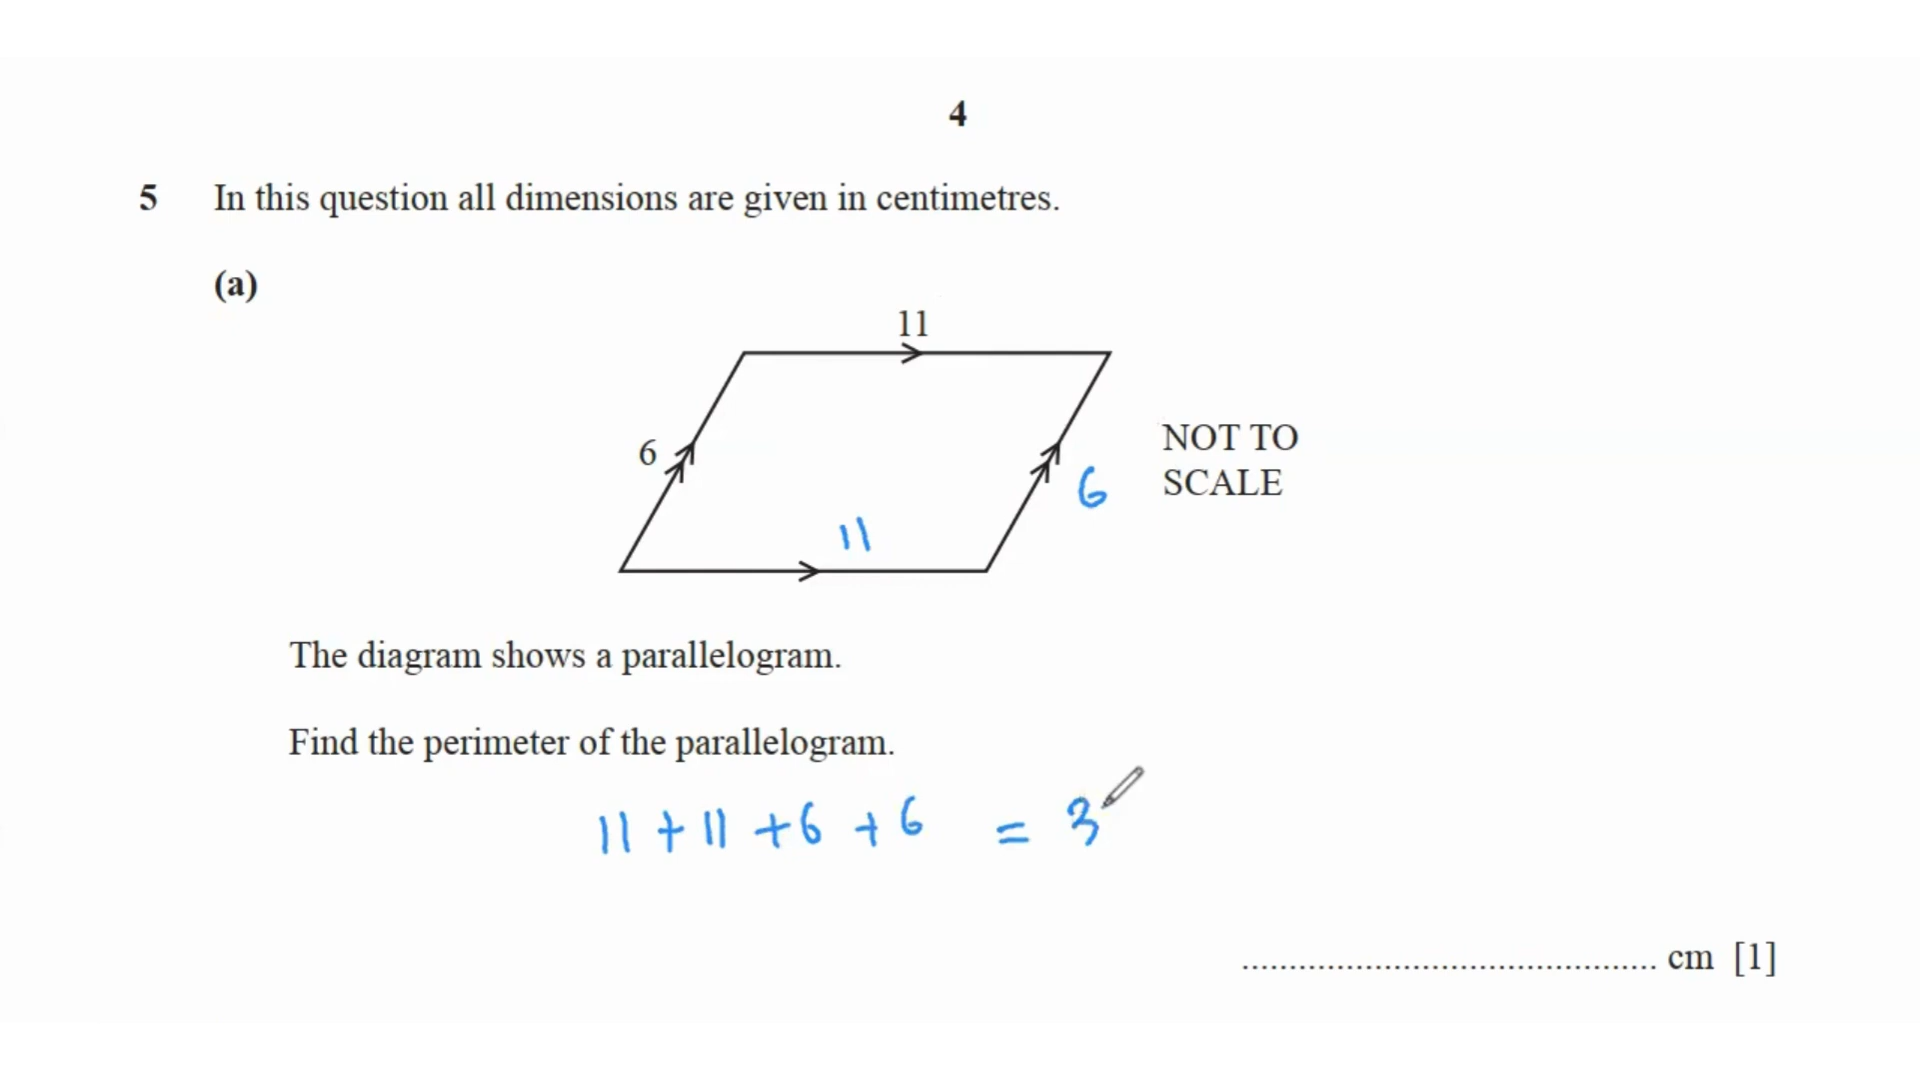 4
5 In this question all dimensions are given in centimetres.
(a)
11
6
NOT TO
SCALE
6
11
The diagram shows a parallelogram.
Find the perimeter of the parallelogram.
11 + 11 + 6 + 6 = 3
........................................... cm [1]